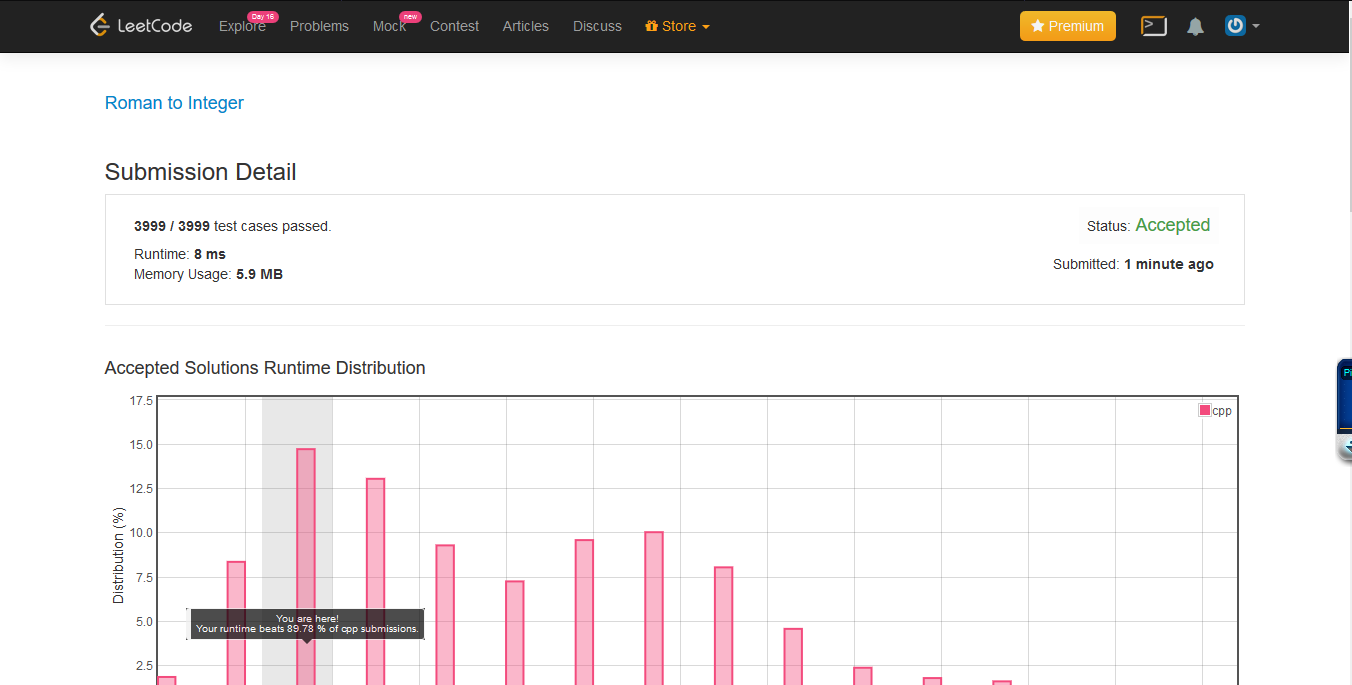 LeetCode Explore Day 16 Problems Mock new Contest Articles Discuss Store Premium
Roman to Integer
Submission Detail
3999 / 3999 test cases passed.
Status: Accepted
Runtime: 8 ms
Memory Usage: 5.9 MB
Submitted: 1 minute ago
Accepted Solutions Runtime Distribution
17.5
cpp
15.0
12.5
10.0
7.5
5.0
2.5
Distribution (%)
You are here!
Your runtime beats 89.78 % of cpp submissions.